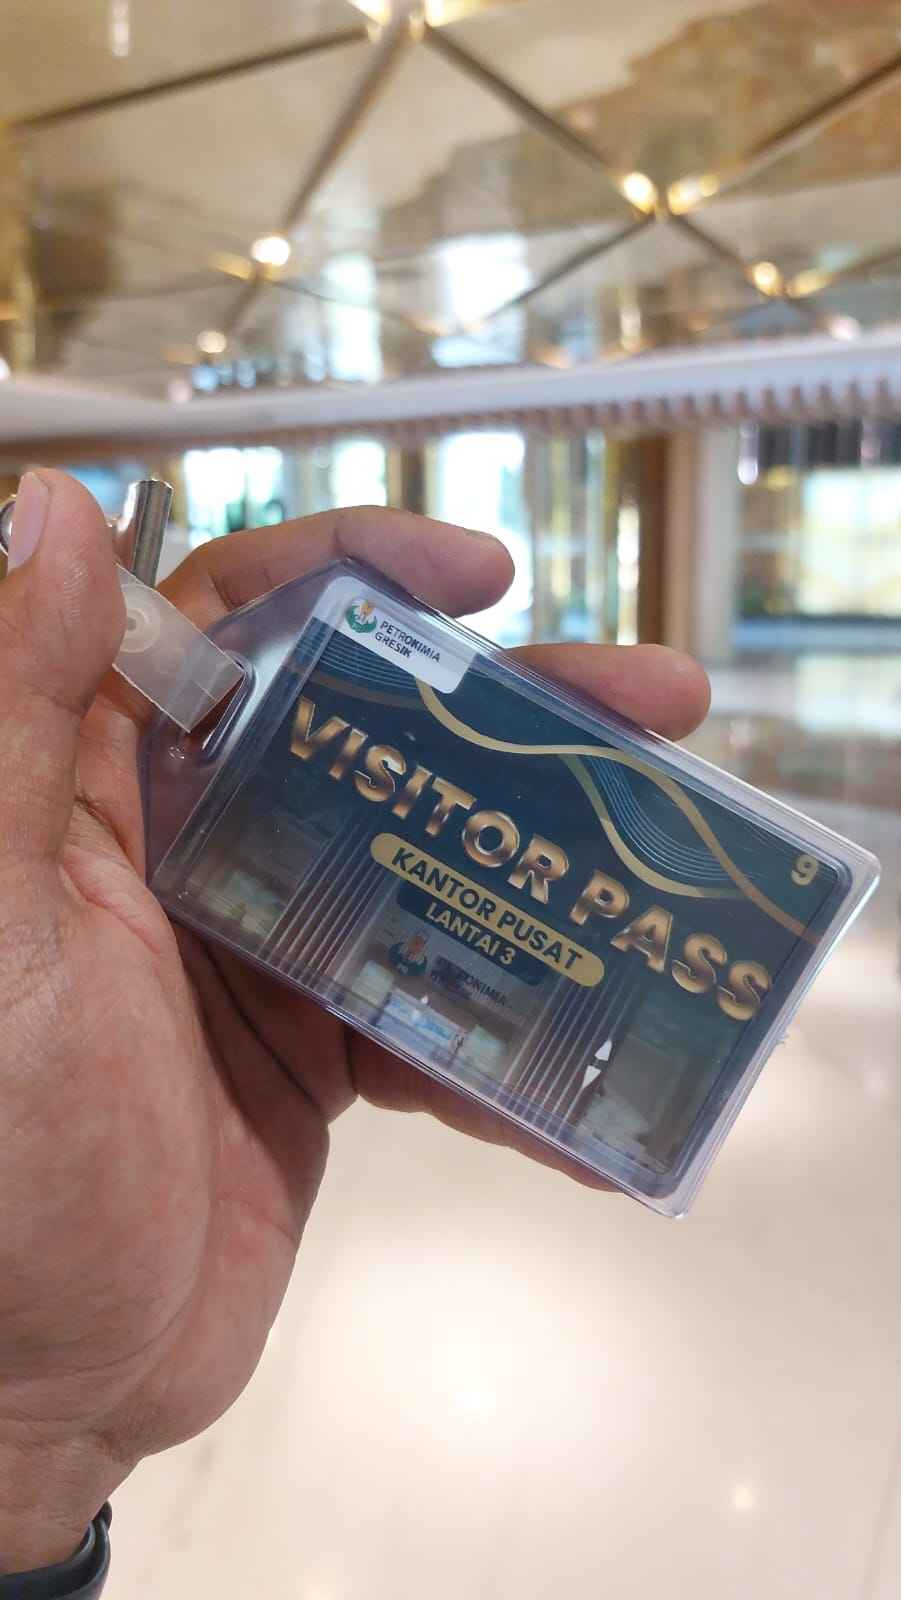 PETROKIMIA
GRESIK
VISITOR PASS
9
KANTOR PUSAT
LANTAI 3